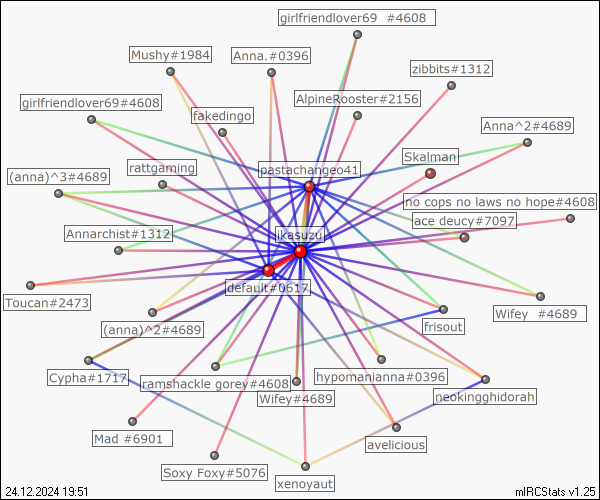 girlfriendlover69  #4608
Mushy#1984
Anna.#0396
zibbits#1312
girlfriendlover69#4608
AlpineRooster#2156
fakedingo
Anna^2#4689
Skalman
pastachangeo41
rattgaming
(anna)^3#4689
no cops no laws no hope#4608
ace deucy#7097
Annarchist#1312
ikasuzu
default#0617
Toucan#2473
Wifey  #4689
(anna)^2#4689
frisout
Cypha#1717
hypomanianna#0396
ramshackle gorey#4608
Wifey#4689
neokingghidorah
Mad #6901
avelicious
Soxy Foxy#5076
xenoyaut
24.12.2024 19:51
mIRCStats v1.25